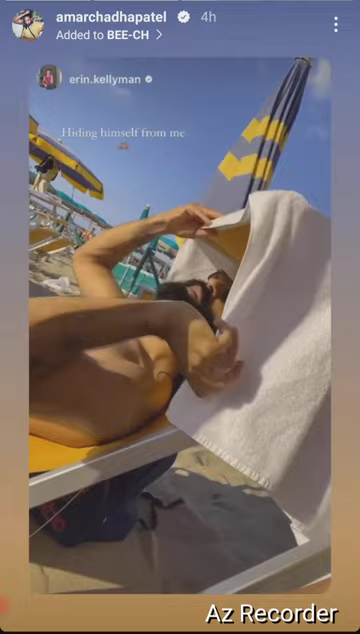 amarchadhapatel 4h
Added to BEE-CH >
erin.kellyman
Hiding himself from me
Az Recorder